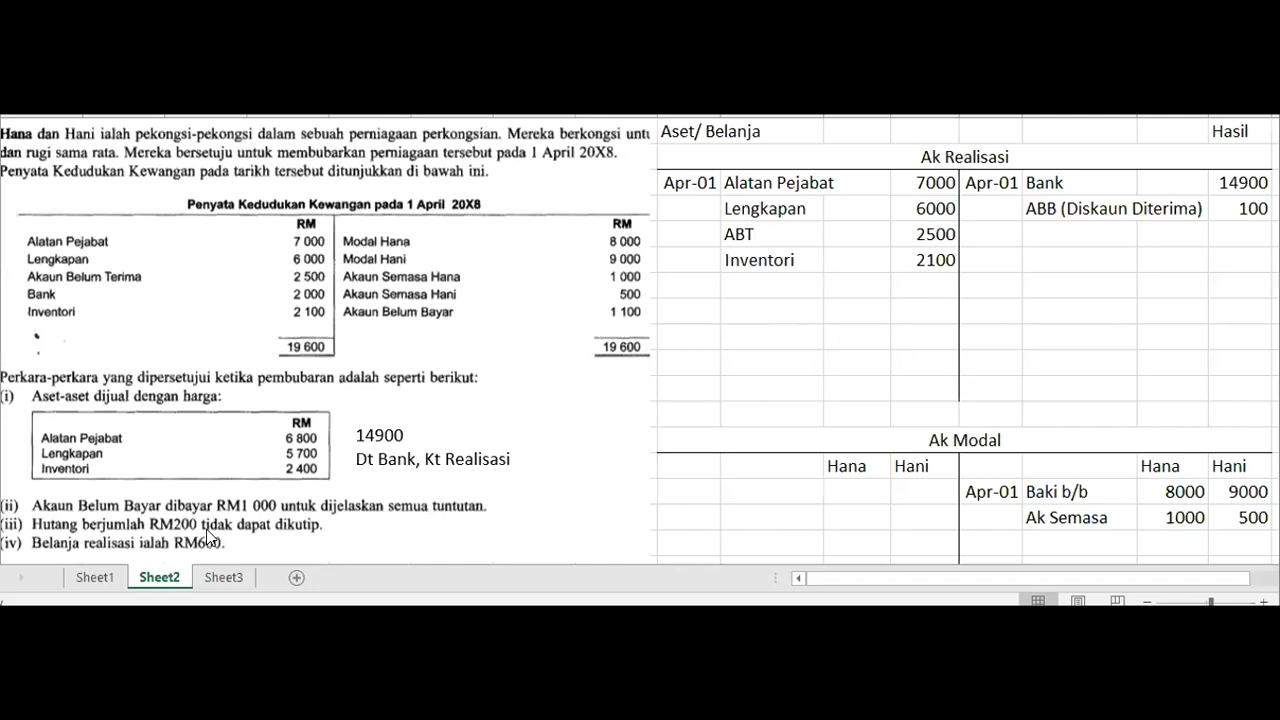 Hana dan Hani ialah pekongsi-pekongsi dalam sebuah perniagaan perkongsian. Mereka berkongsi untu
dan rugi sama rata. Mereka bersetuju untuk membubarkan perniagaan tersebut pada 1 April 20X8.
Penyata Kedudukan Kewangan pada tarikh tersebut ditunjukkan di bawah ini.
Penyata Kedudukan Kewangan pada 1 April 20X8
RM RM
Alatan Pejabat 7 000 Modal Hana 8 000
Lengkapan 6 000 Modal Hani 9 000
Akaun Belum Terima 2 500 Akaun Semasa Hana 1 000
Bank 2 000 Akaun Semasa Hani 500
Inventori 2 100 Akaun Belum Bayar 1 100
19 600 19 600
Perkara-perkara yang dipersetujui ketika pembubaran adalah seperti berikut:
(i) Aset-aset dijual dengan harga:
RM
Alatan Pejabat 6 800
Lengkapan 5 700
Inventori 2 400
14900
Dt Bank, Kt Realisasi
(ii) Akaun Belum Bayar dibayar RM1 000 untuk dijelaskan semua tuntutan.
(iii) Hutang berjumlah RM200 tidak dapat dikutip.
(iv) Belanja realisasi ialah RM600.
Aset/ Belanja Hasil
Ak Realisasi
Apr-01 Alatan Pejabat 7000 Apr-01 Bank 14900
Lengkapan 6000 ABB (Diskaun Diterima) 100
ABT 2500
Inventori 2100
Ak Modal
Hana Hani Hana Hani
Apr-01 Baki b/b 8000 9000
Ak Semasa 1000 500
Sheet1 Sheet2 Sheet3